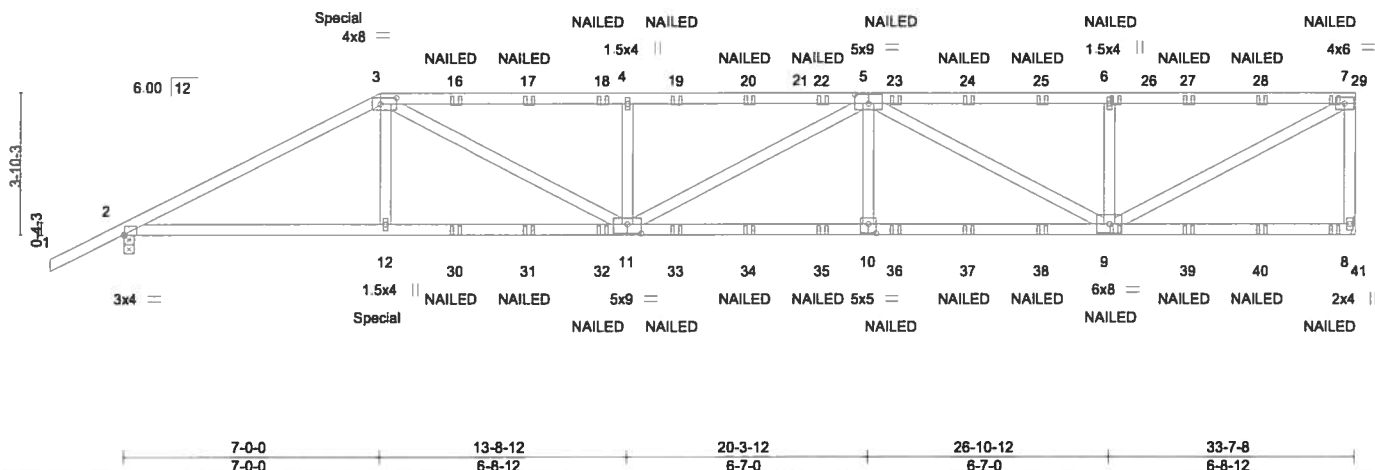 Special
NAILED NAILED NAILED NAILED NAILED
4x8 =
1.5x4 ||
5x9 =
1.5x4 ||
4x6 =
NAILED NAILED NAILED NAILED NAILED NAILED NAILED NAILED
6.00 12
3 16 17 18 4 19 20 21 22 5 23 24 25 6 26 27 28 7 29
3-10-3
2
0-4-3
1
12 30 31 32 11 33 34 35 10 36 37 38 9 39 40 8 41
3x4 =
1.5x4 ||
NAILED NAILED
5x9 =
NAILED NAILED
5x5 =
NAILED NAILED
6x8 =
NAILED NAILED
2x4 ||
Special
NAILED NAILED NAILED NAILED NAILED
7-0-0 13-8-12 20-3-12 26-10-12 33-7-8
7-0-0 6-8-12 6-7-0 6-7-0 6-8-12